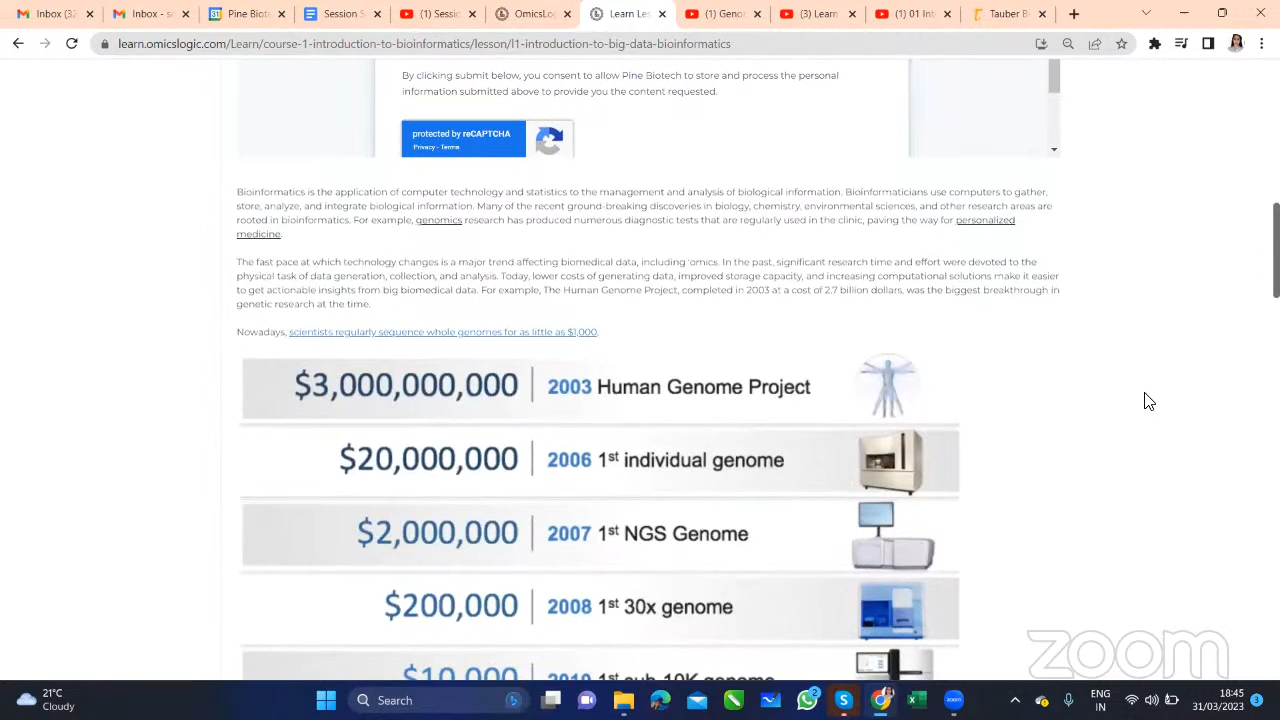 Inbox (32
Inbox - so
Pine Biote
Session S
(1) Sessio
OmicsLog
Learn Les
(1) Genor
(3) Learn
(1) 01 Int
Tauber B
learn.omicslogic.com/Learn/course-1-introduction-to-bioinformatics/lesson/l1-introduction-to-big-data-bioinformatics
By clicking submit below, you consent to allow Pine Biotech to store and process the personal
information submitted above to provide you the content requested.
protected by reCAPTCHA
Privacy - Terms
Bioinformatics is the application of computer technology and statistics to the management and analysis of biological information. Bioinformaticians use computers to gather,
store, analyze, and integrate biological information. Many of the recent ground-breaking discoveries in biology, chemistry, environmental sciences, and other research areas are
rooted in bioinformatics. For example, genomics research has produced numerous diagnostic tests that are regularly used in the clinic, paving the way for personalized
medicine.
The fast pace at which technology changes is a major trend affecting biomedical data, including 'omics. In the past, significant research time and effort were devoted to the
physical task of data generation, collection, and analysis. Today, lower costs of generating data, improved storage capacity, and increasing computational solutions make it easier
to get actionable insights from big biomedical data. For example, The Human Genome Project, completed in 2003 at a cost of 2.7 billion dollars, was the biggest breakthrough in
genetic research at the time.
Nowadays, scientists regularly sequence whole genomes for as little as $1,000.
$3,000,000,000 2003 Human Genome Project
$20,000,000 2006 1st individual genome
$2,000,000 2007 1st NGS Genome
$200,000 2008 1st 30x genome
$10,000 2010 1st sub-10K genome
zoom
21°C
Cloudy
Search
2
ENG
IN
18:45
31/03/2023
3